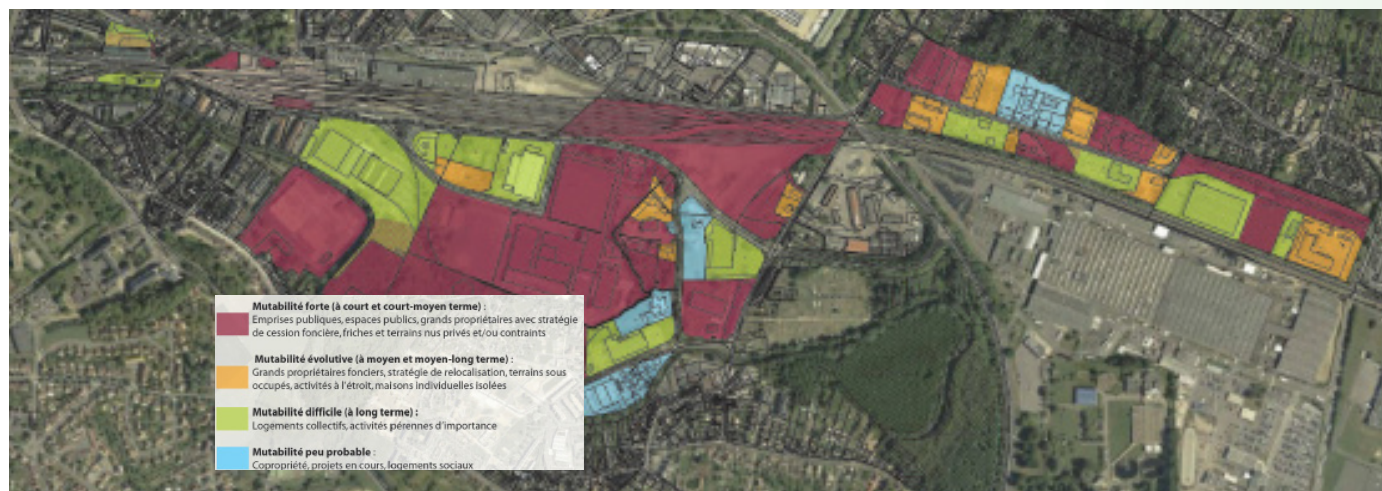 Mutabilité forte (à court et court-moyen terme) :
Emprises publiques, espaces publics, grands propriétaires avec stratégie
de cession foncière, friches et terrains nus privés et/ou contraints
Mutabilité évolutive (à moyen et moyen-long terme) :
Grands propriétaires fonciers, stratégie de relocalisation, terrains sous
occupés, activités à l'étroit, maisons individuelles isolées
Mutabilité difficile (à long terme) :
Logements collectifs, activités pérennes d'importance
Mutabilité peu probable :
Copropriété, projets en cours, logements sociaux